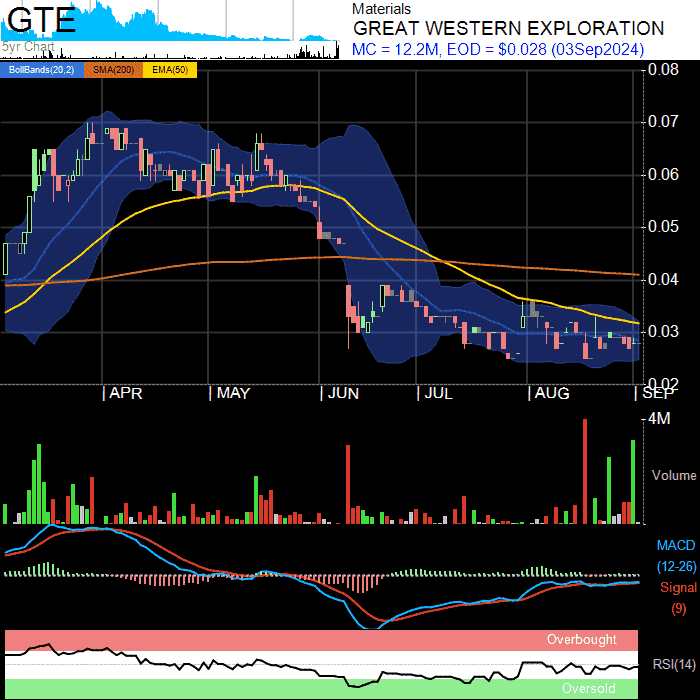 GTE
5yr Chart
Materials
GREAT WESTERN EXPLORATION
MC = 12.2M, EOD = $0.028 (03Sep2024)
BollBands(20,2) SMA(200) EMA(50)
0.08
0.07
0.06
0.05
0.04
0.03
0.02
APR MAY JUN JUL AUG SEP
4M
Volume
MACD
(12-26)
Signal
(9)
Overbought
RSI(14)
Oversold